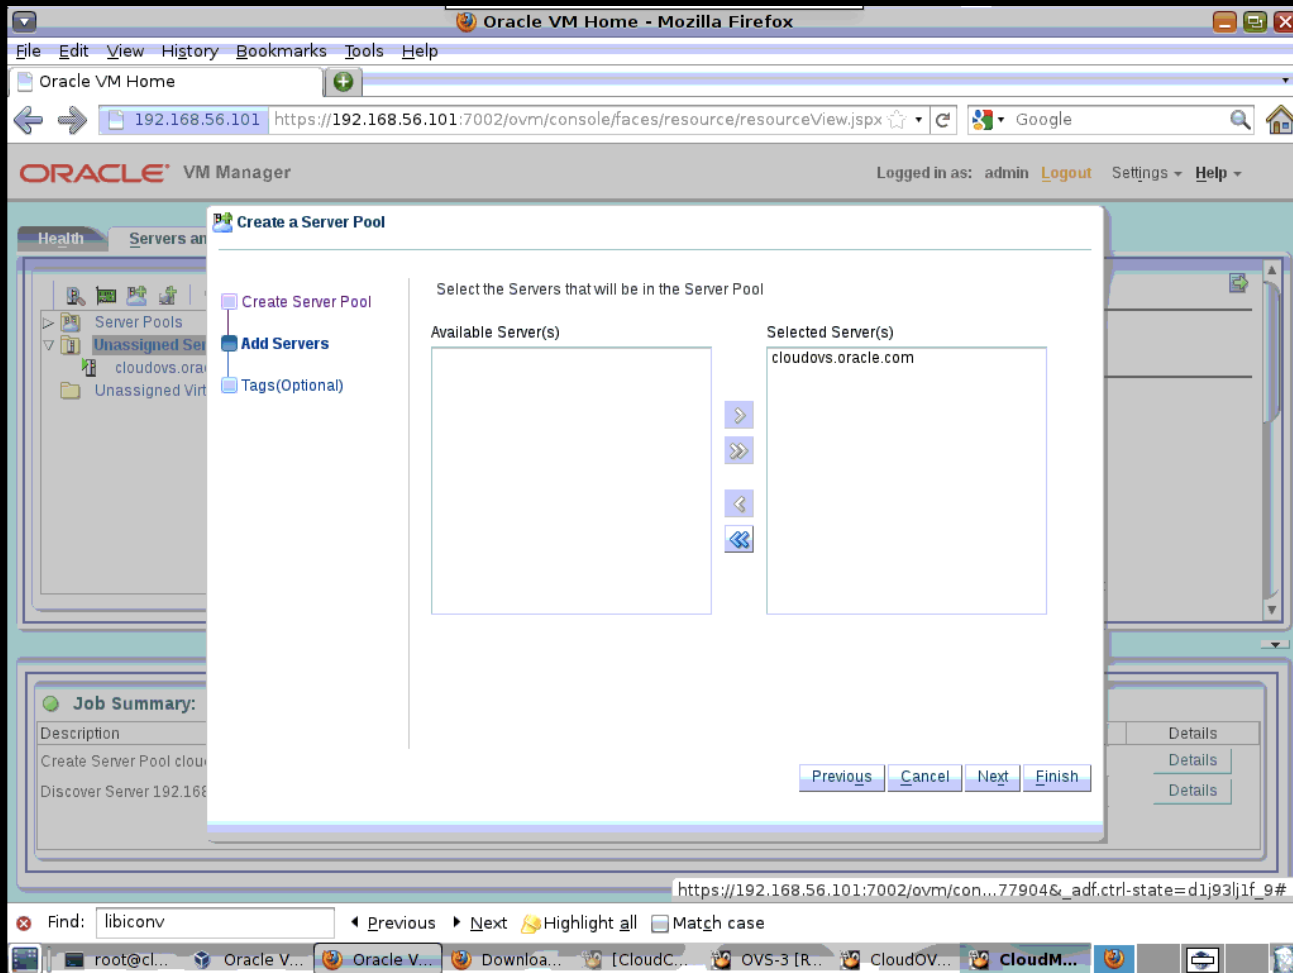 Oracle VM Home - Mozilla Firefox
File Edit View History Bookmarks Tools Help
Oracle VM Home
192.168.56.101 https://192.168.56.101:7002/ovm/console/faces/resource/resourceView.jspx Google
ORACLE VM Manager Logged in as: admin Logout Settings Help
Create a Server Pool
Health Servers an
Select the Servers that will be in the Server Pool
Create Server Pool
Server Pools
Available Server(s) Selected Server(s)
Unassigned Ser
Add Servers
cloudovs.oracle.com
cloudovs.ora
Tags(Optional)
Unassigned Virt
Job Summary:
Description Details
Create Server Pool clou Details
Previous Cancel Next Finish
Discover Server 192.168 Details
https://192.168.56.101:7002/ovm/con...77904&_adf.ctrl-state=d1j93lj1f_9#
Find: libiconv Previous Next Highlight all Match case
root@cl... Oracle V... Oracle V... Downloa... [CloudC... OVS-3 [R... CloudOV... CloudM...